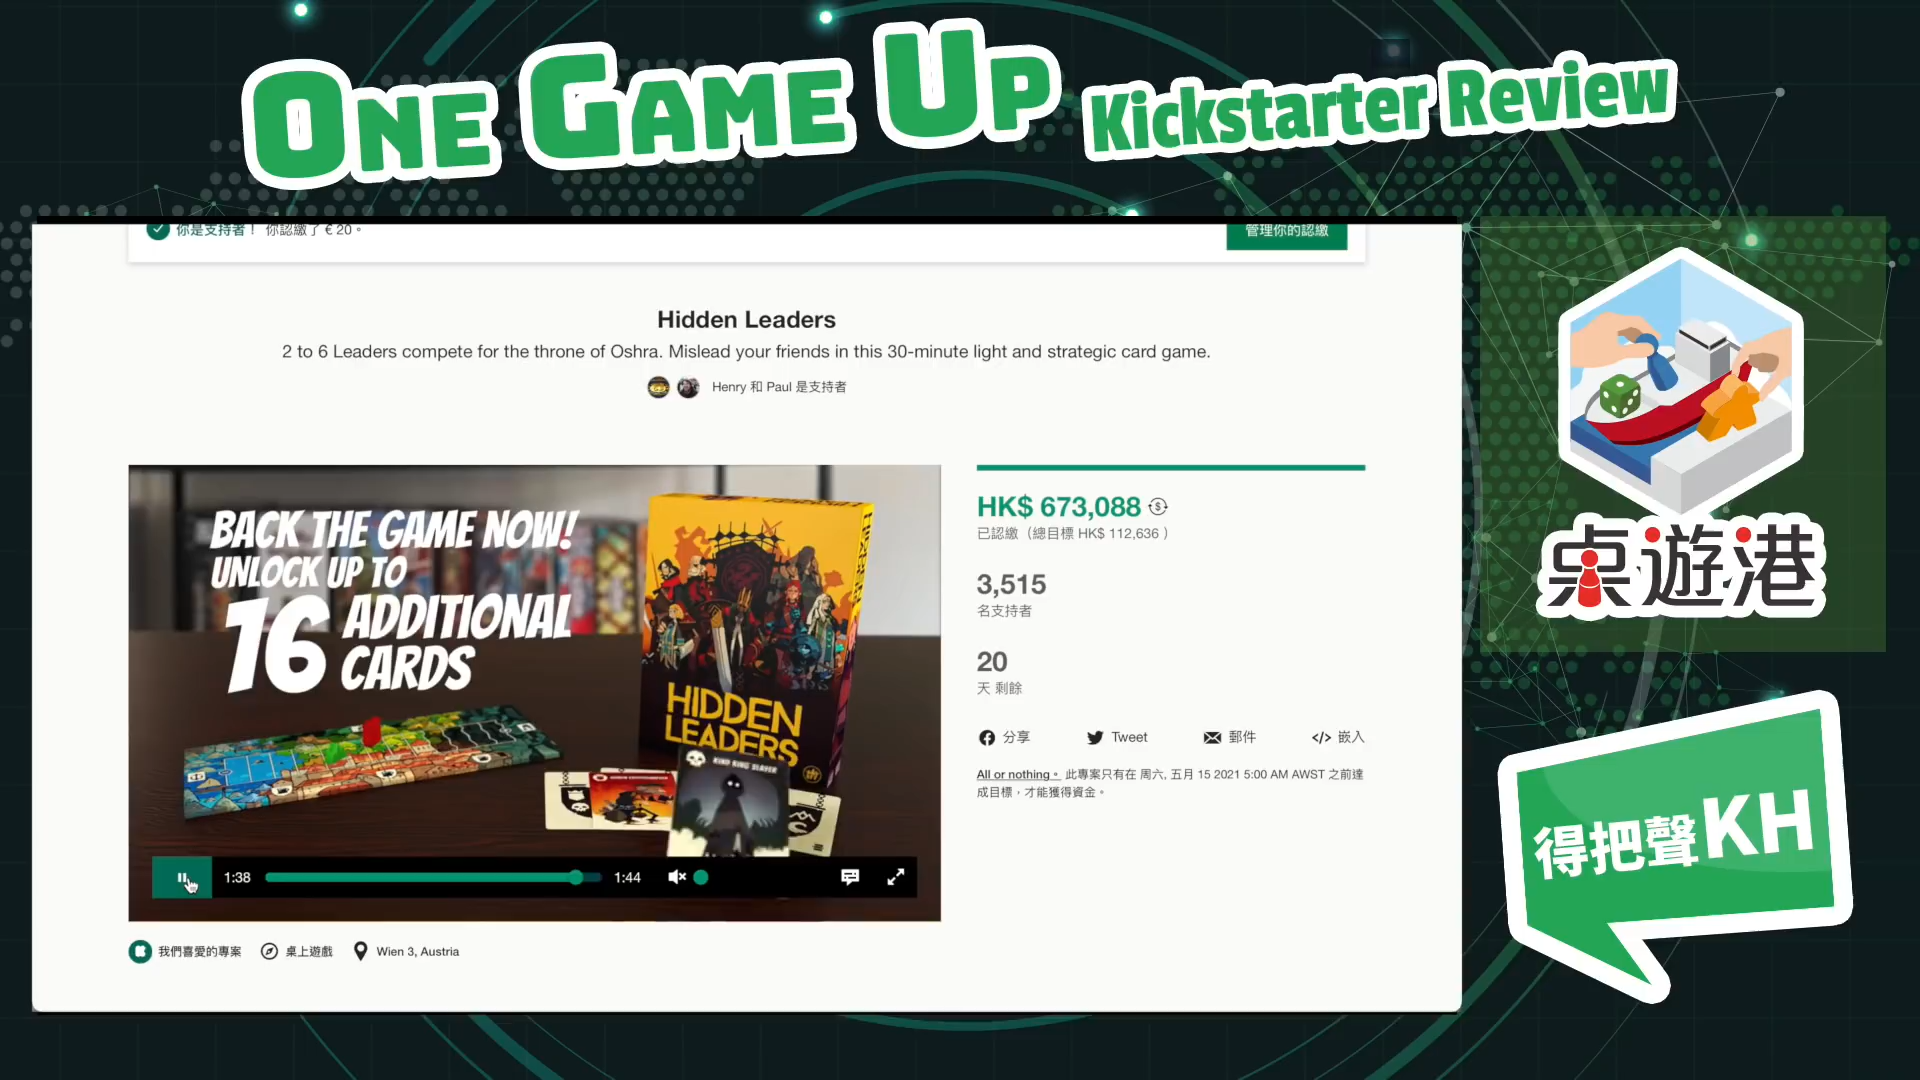 One Game Up Kickstarter Review
你是支持者！ 你認繳了 € 20。
管理你的認繳
Hidden Leaders
2 to 6 Leaders compete for the throne of Oshra. Mislead your friends in this 30-minute light and strategic card game.
Henry 和 Paul 是支持者
BACK THE GAME NOW!
UNLOCK UP TO
16 ADDITIONAL CARDS
HIDDEN
LEADERS
KIND KING SLAYER
1:38
1:44
HK$ 673,088
已認繳（總目標 HK$ 112,636 ）
3,515
名支持者
20
天 剩餘
分享
Tweet
郵件
嵌入
All or nothing。 此專案只有在 周六, 五月 15 2021 5:00 AM AWST 之前達
成目標，才能獲得資金。
我們喜愛的專案
桌上遊戲
Wien 3, Austria
桌遊港
得把聲KH